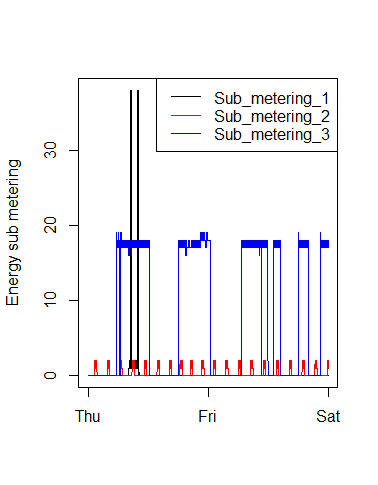 Sub_metering_1
Sub_metering_2
Sub_metering_3
Energy sub metering
30
20
10
0
Thu
Fri
Sat